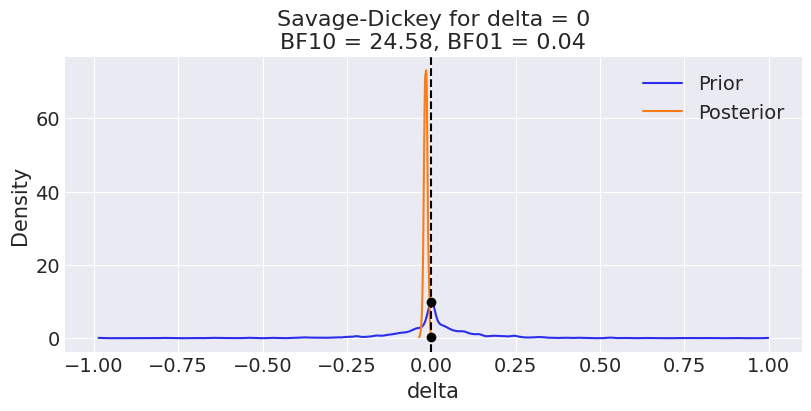 Savage-Dickey for delta = 0
BF10 = 24.58, BF01 = 0.04
Prior
Posterior
Density
60
40
20
0
−1.00 −0.75 −0.50 −0.25 0.00 0.25 0.50 0.75 1.00
delta